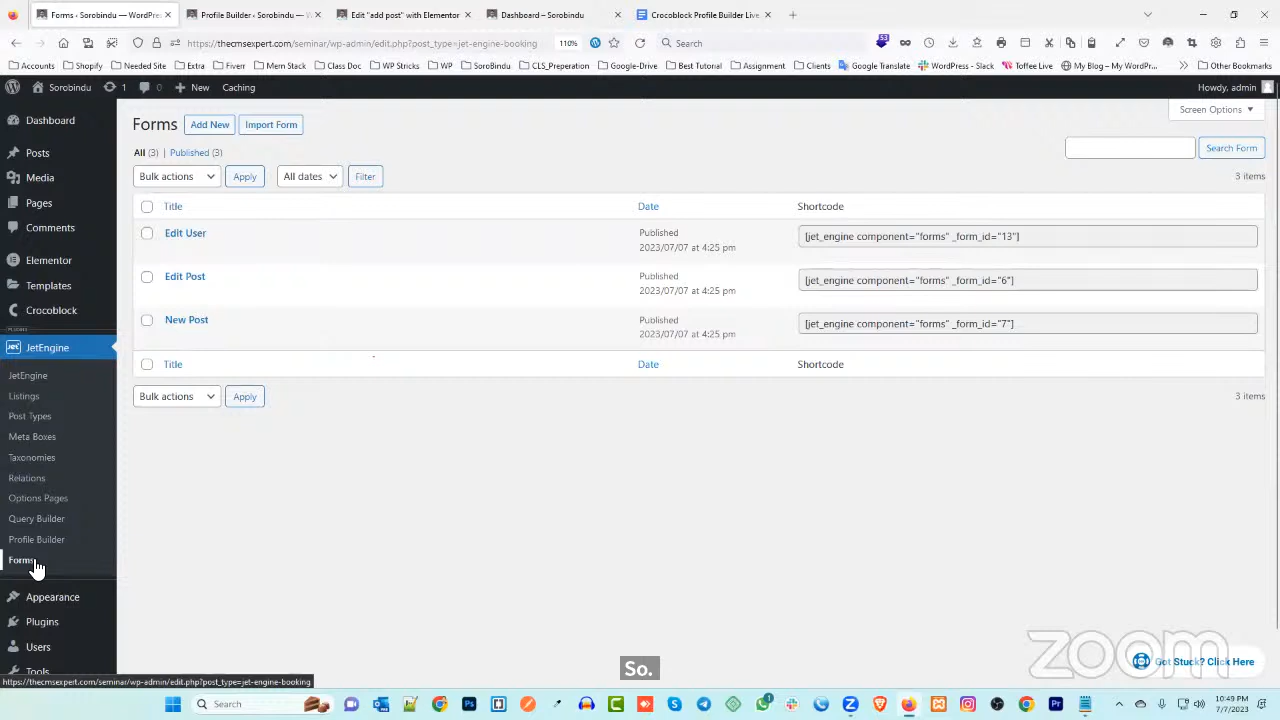 Forms ‹ Sorobindu — WordPre
Profile Builder ‹ Sorobindu — W
Edit "add post" with Elementor
Dashboard – Sorobindu
Crocoblock Profile Builder Live
https://thecmsexpert.com/seminar/wp-admin/edit.php?post_type=jet-engine-booking
110%
Search
53
Accounts
Shopify
Needed Site
Extra
Fiverr
Mern Stack
Class Doc
WP Stricks
WP
SoroBindu
CLS_Preperation
Google-Drive
Best Tutorial
Assignment
Clients
Google Translate
WordPress - Slack
Toffee Live
My Blog – My WordPr...
Other Bookmarks
Sorobindu
1
0
New
Caching
Howdy, admin
Screen Options
Dashboard
Posts
Media
Pages
Comments
Elementor
Templates
Crocoblock
JetEngine
JetEngine
Listings
Post Types
Meta Boxes
Taxonomies
Relations
Options Pages
Query Builder
Profile Builder
Forms
Appearance
Plugins
Users
Tools
Forms
Add New
Import Form
All (3) | Published (3)
Search Form
Bulk actions
Apply
All dates
Filter
3 items
Title
Date
Shortcode
Edit User
Published
2023/07/07 at 4:25 pm
[jet_engine component="forms" _form_id="13"]
Edit Post
Published
2023/07/07 at 4:25 pm
[jet_engine component="forms" _form_id="6"]
New Post
Published
2023/07/07 at 4:25 pm
[jet_engine component="forms" _form_id="7"]
Title
Date
Shortcode
Bulk actions
Apply
3 items
zoom
Got Stuck? Click Here
So.
https://thecmsexpert.com/seminar/wp-admin/edit.php?post_type=jet-engine-booking
Search
1
10:49 PM
7/7/2023